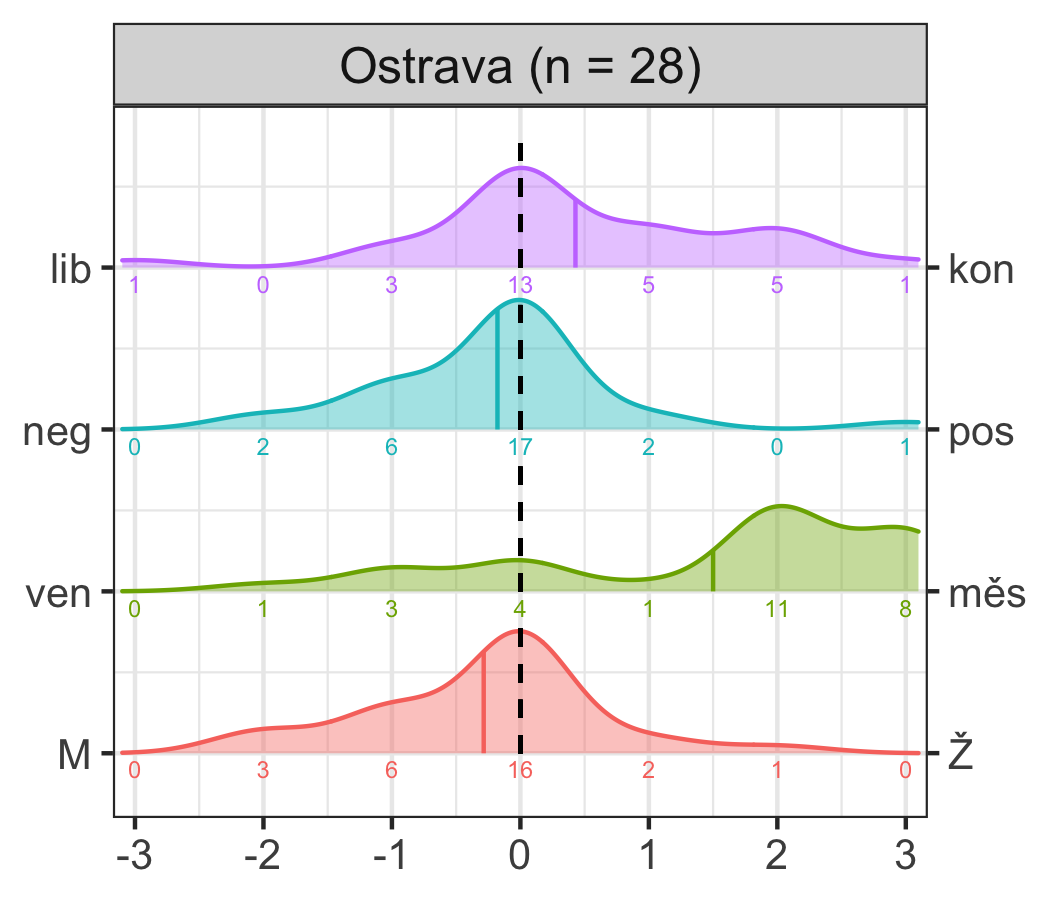 Ostrava (n = 28)
lib kon
1 0 3 13 5 5 1
neg pos
0 2 6 17 2 0 1
ven měs
0 1 3 4 1 11 8
M Ž
0 3 6 16 2 1 0
-3 -2 -1 0 1 2 3